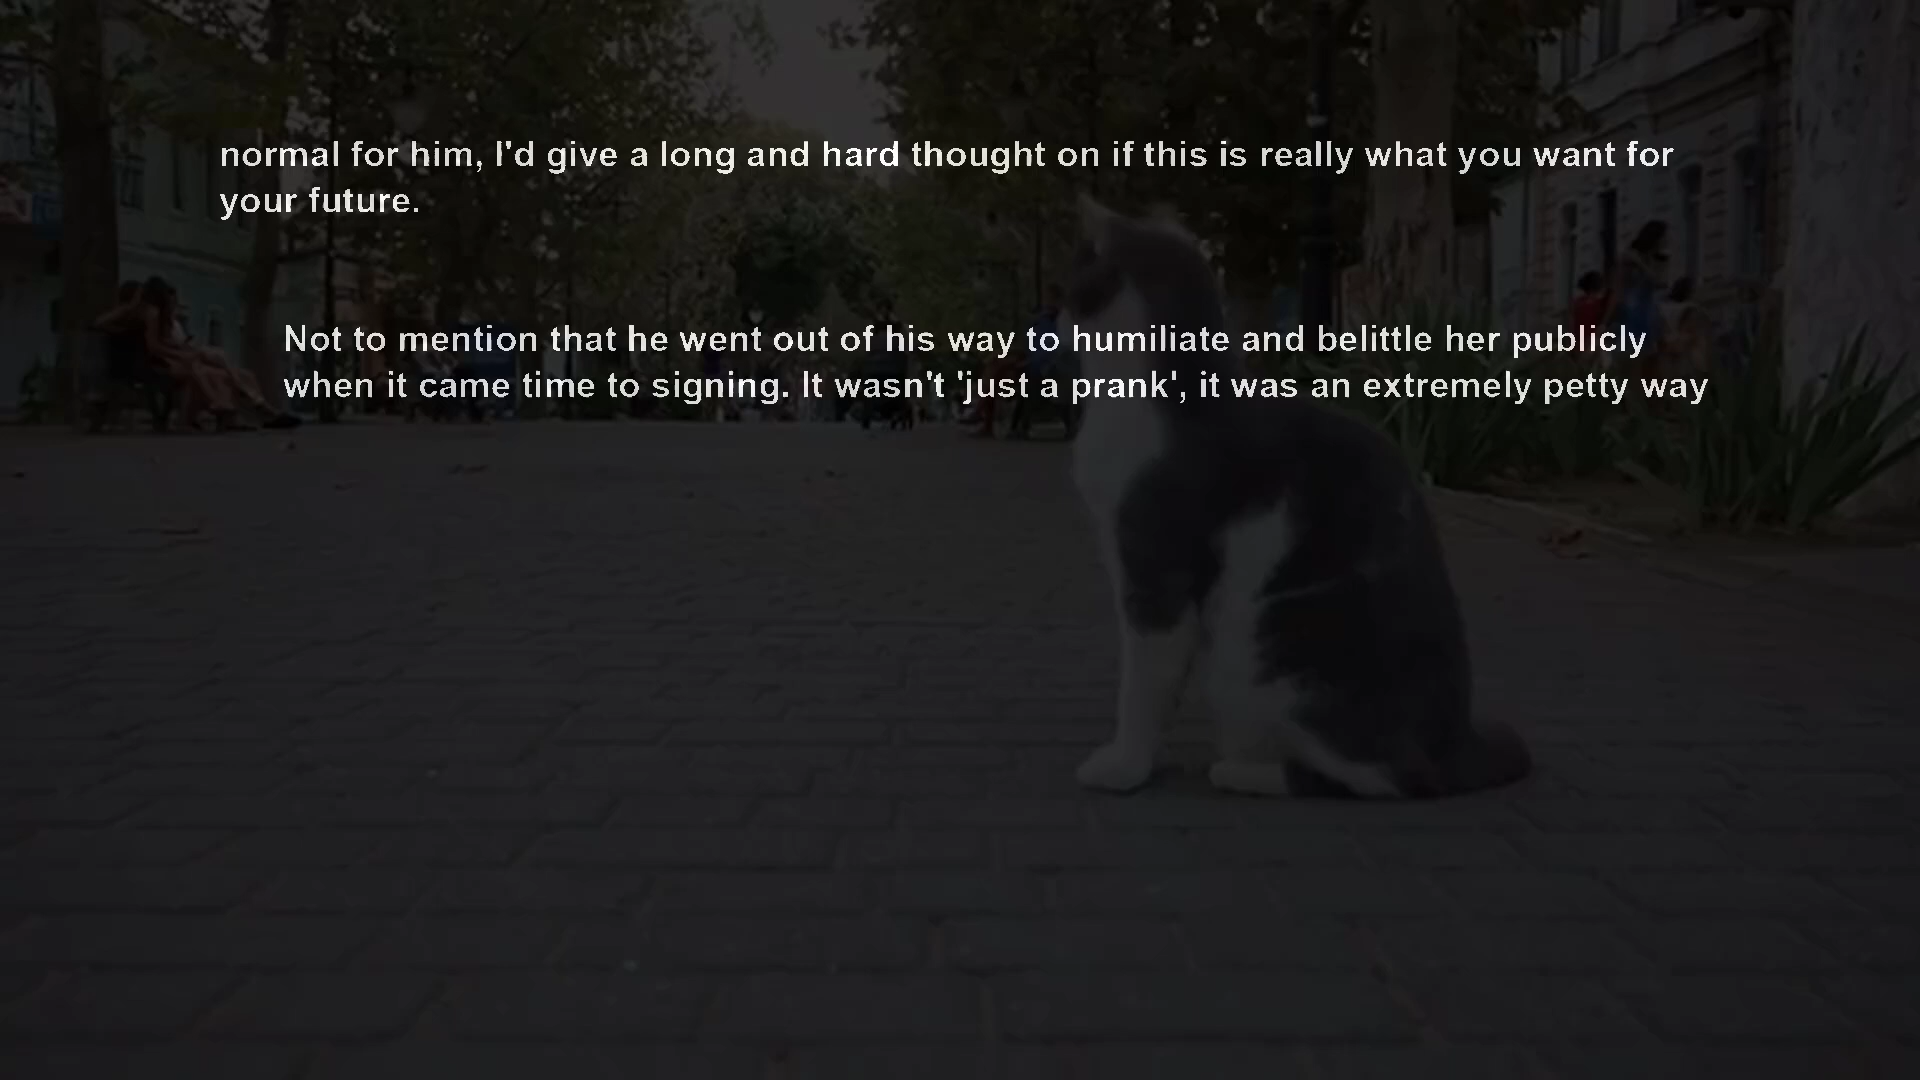 normal for him, I'd give a long and hard thought on if this is really what you want for
your future.
Not to mention that he went out of his way to humiliate and belittle her publicly
when it came time to signing. It wasn't 'just a prank', it was an extremely petty way